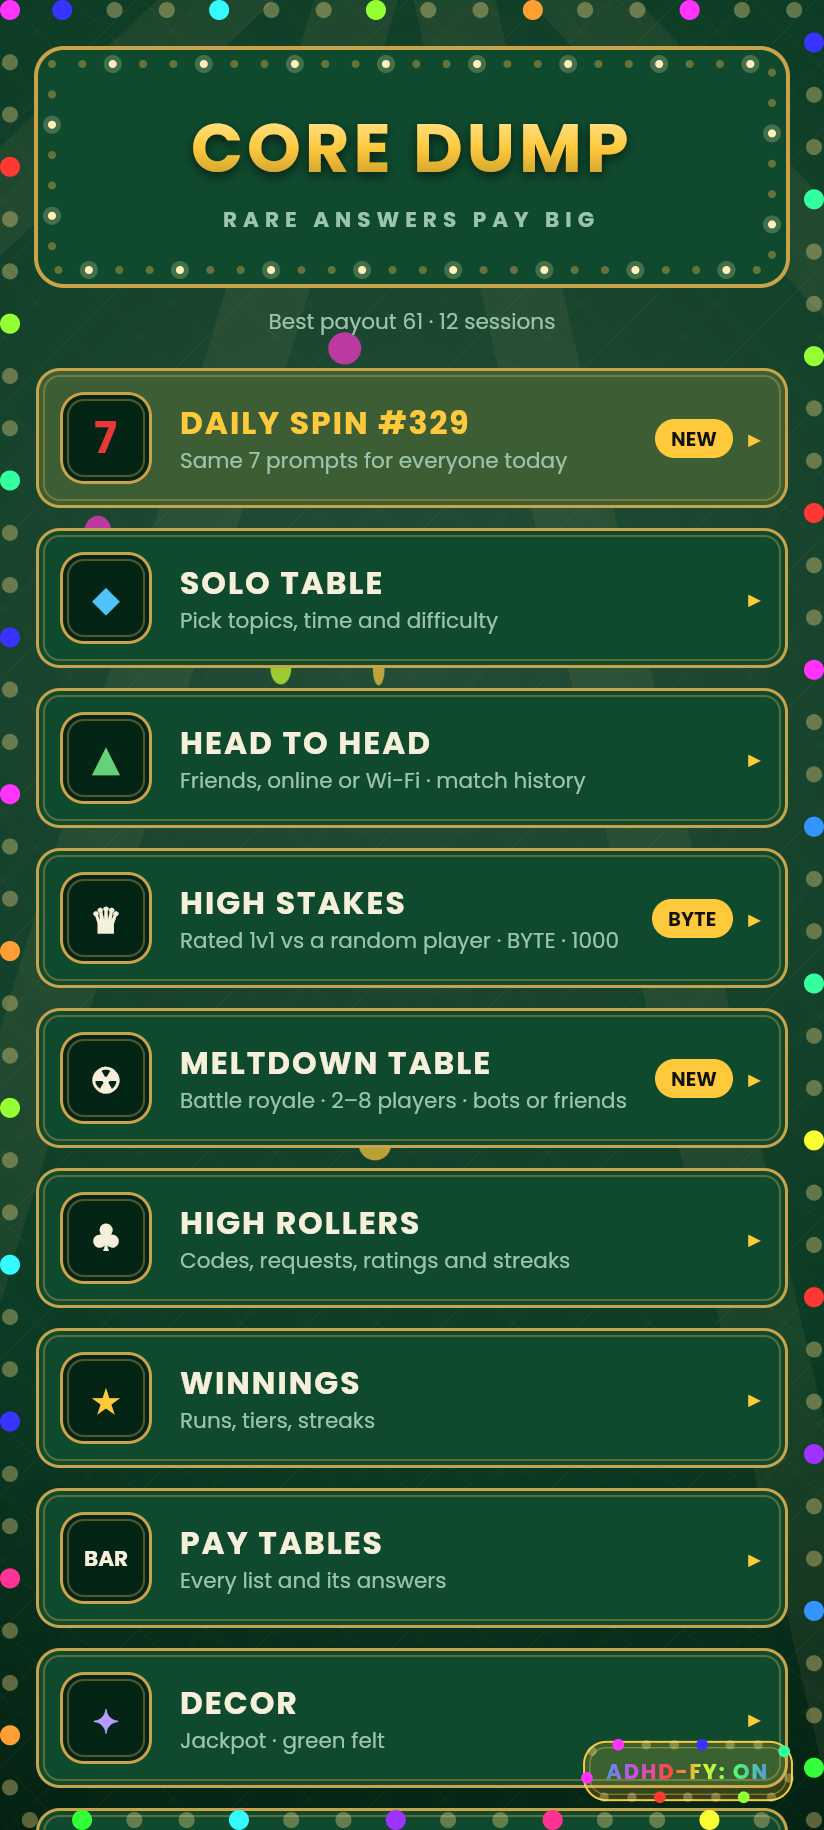 CORE DUMP
RARE ANSWERS PAY BIG
Best payout 61 · 12 sessions
7
DAILY SPIN #329
Same 7 prompts for everyone today
NEW
SOLO TABLE
Pick topics, time and difficulty
HEAD TO HEAD
Friends, online or Wi-Fi · match history
HIGH STAKES
Rated 1v1 vs a random player · BYTE · 1000
BYTE
MELTDOWN TABLE
Battle royale · 2–8 players · bots or friends
NEW
HIGH ROLLERS
Codes, requests, ratings and streaks
WINNINGS
Runs, tiers, streaks
BAR
PAY TABLES
Every list and its answers
DECOR
Jackpot · green felt
ADHD-FY: ON